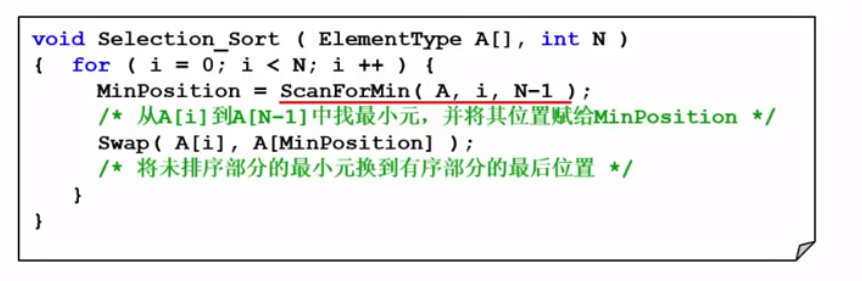 void Selection_Sort ( ElementType A[], int N )
{ for ( i = 0; i < N; i ++ ) {
MinPosition = ScanForMin( A, i, N-1 );
/* 从A[i]到A[N-1]中找最小元，并将其位置赋给MinPosition */
Swap( A[i], A[MinPosition] );
/* 将未排序部分的最小元换到有序部分的最后位置 */
}
}